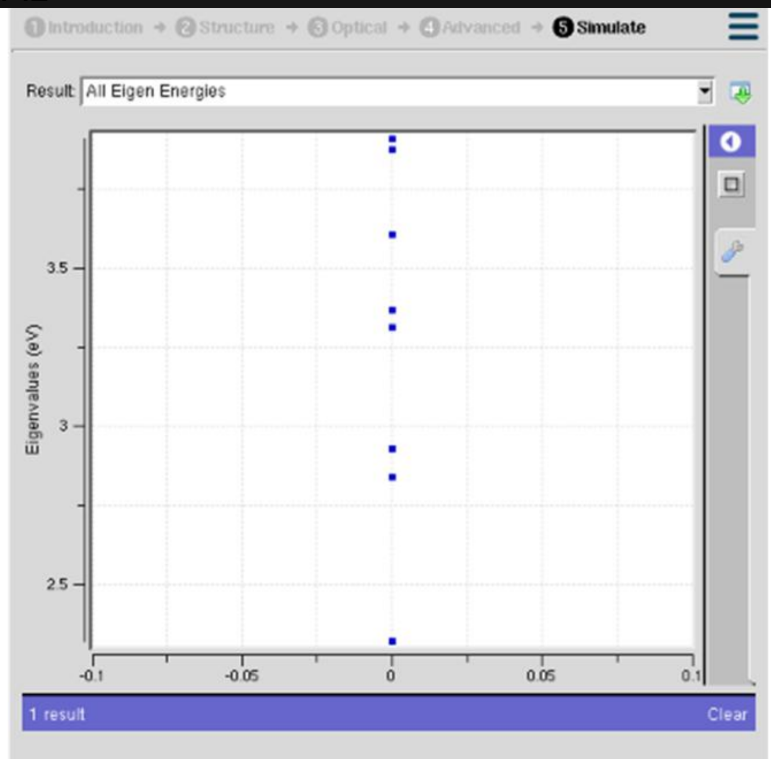 1 Introduction → 2 Structure → 3 Optical → 4 Advanced → 5 Simulate
Result: All Eigen Energies
3.5
3
2.5
Eigenvalues (eV)
-0.1 -0.05 0 0.05 0.1
1 result Clear